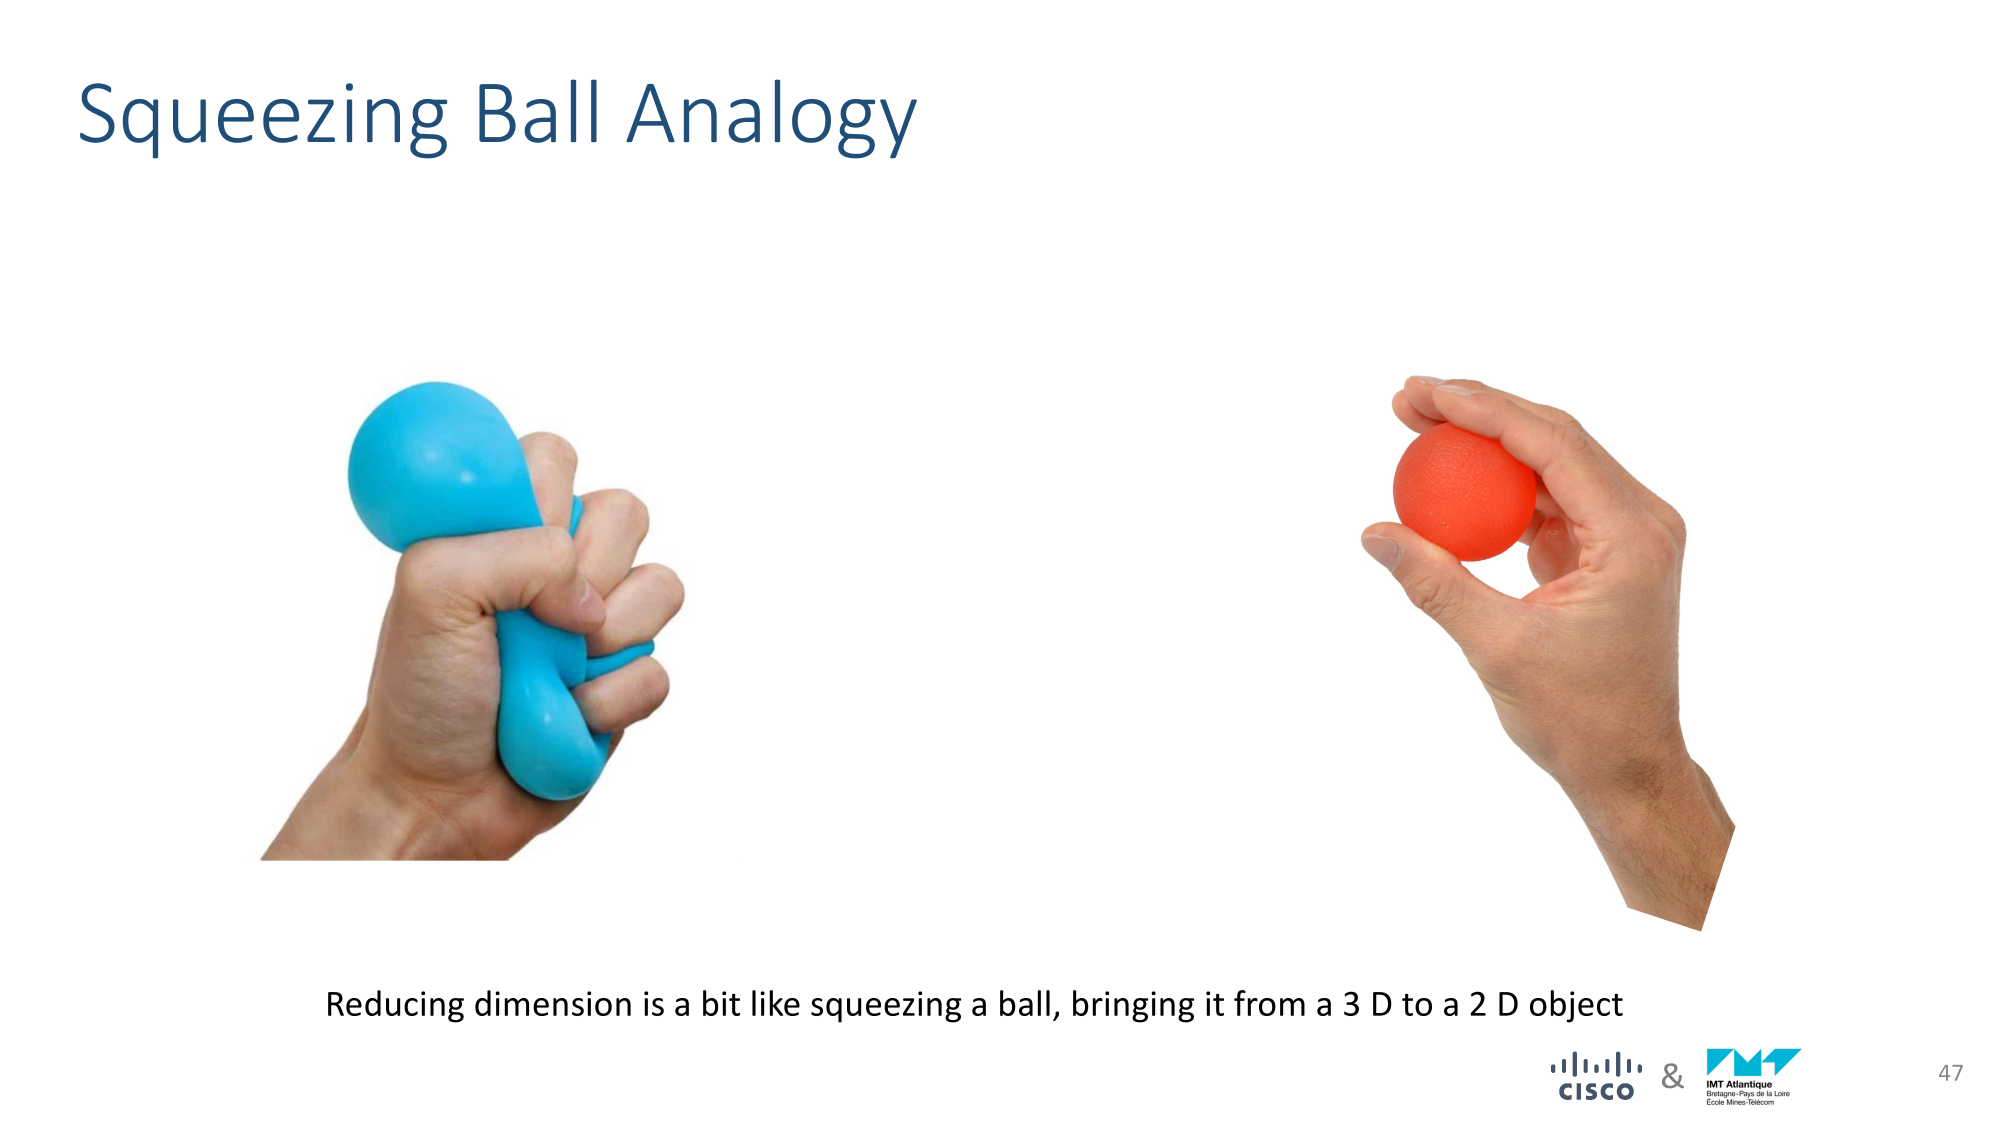 Squeezing Ball Analogy
Reducing dimension is a bit like squeezing a ball, bringing it from a 3 D to a 2 D object
CISCO
&
IMT Atlantique
Bretagne-Pays de la Loire
École Mines-Télécom
47